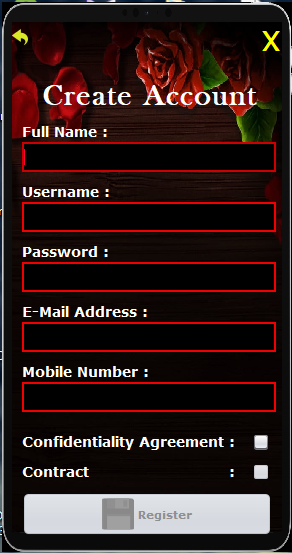 X
Create Account
Full Name :
Username :
Password :
E-Mail Address :
Mobile Number :
Confidentiality Agreement :
Contract :
Register